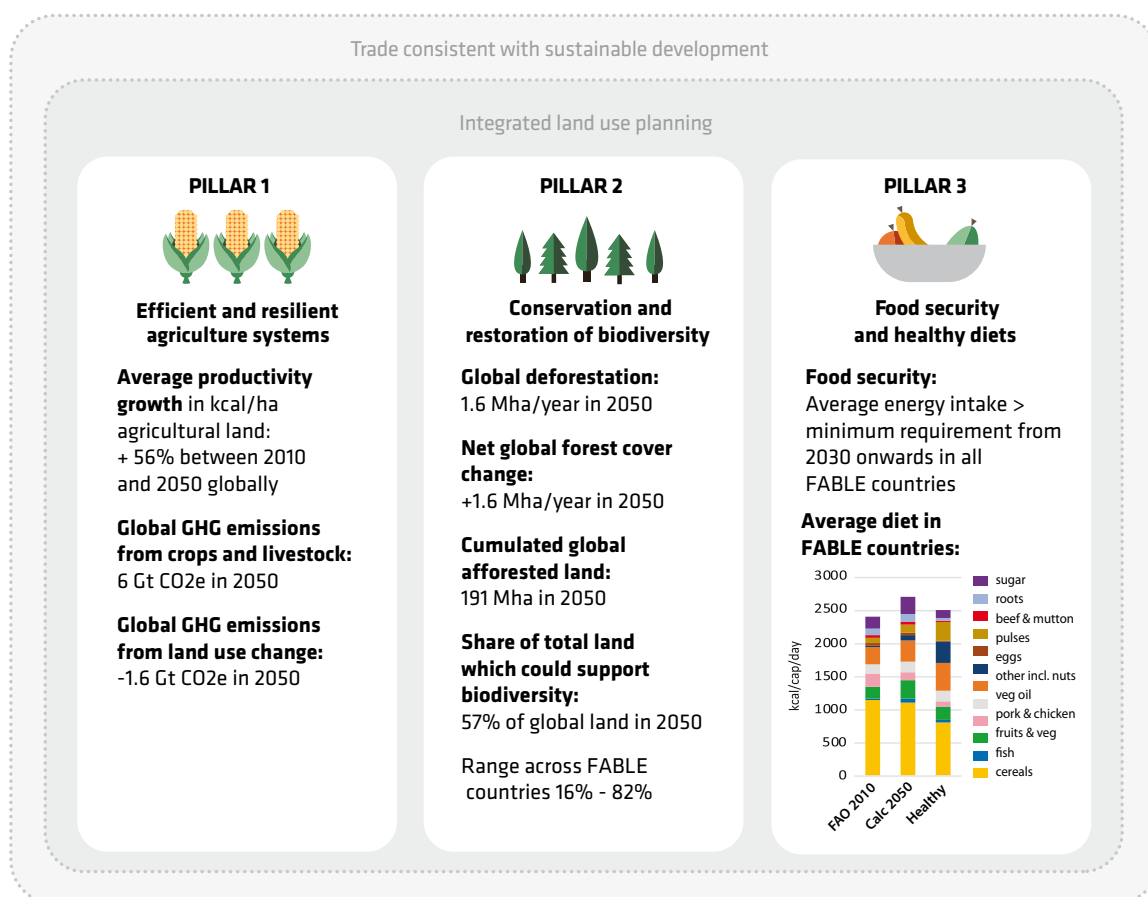 Trade consistent with sustainable development
Integrated land use planning
PILLAR 1
Efficient and resilient
agriculture systems
Average productivity
growth in kcal/ha
agricultural land:
+ 56% between 2010
and 2050 globally
Global GHG emissions
from crops and livestock:
6 Gt CO2e in 2050
Global GHG emissions
from land use change:
-1.6 Gt CO2e in 2050
PILLAR 2
Conservation and
restoration of biodiversity
Global deforestation:
1.6 Mha/year in 2050
Net global forest cover
change:
+1.6 Mha/year in 2050
Cumulated global
afforested land:
191 Mha in 2050
Share of total land
which could support
biodiversity:
57% of global land in 2050
Range across FABLE
countries 16% - 82%
PILLAR 3
Food security
and healthy diets
Food security:
Average energy intake >
minimum requirement from
2030 onwards in all
FABLE countries
Average diet in
FABLE countries:
kcal/cap/day
3000
2500
2000
1500
1000
500
0
FAO 2010
Calc 2050
Healthy
sugar
roots
beef & mutton
pulses
eggs
other incl. nuts
veg oil
pork & chicken
fruits & veg
fish
cereals